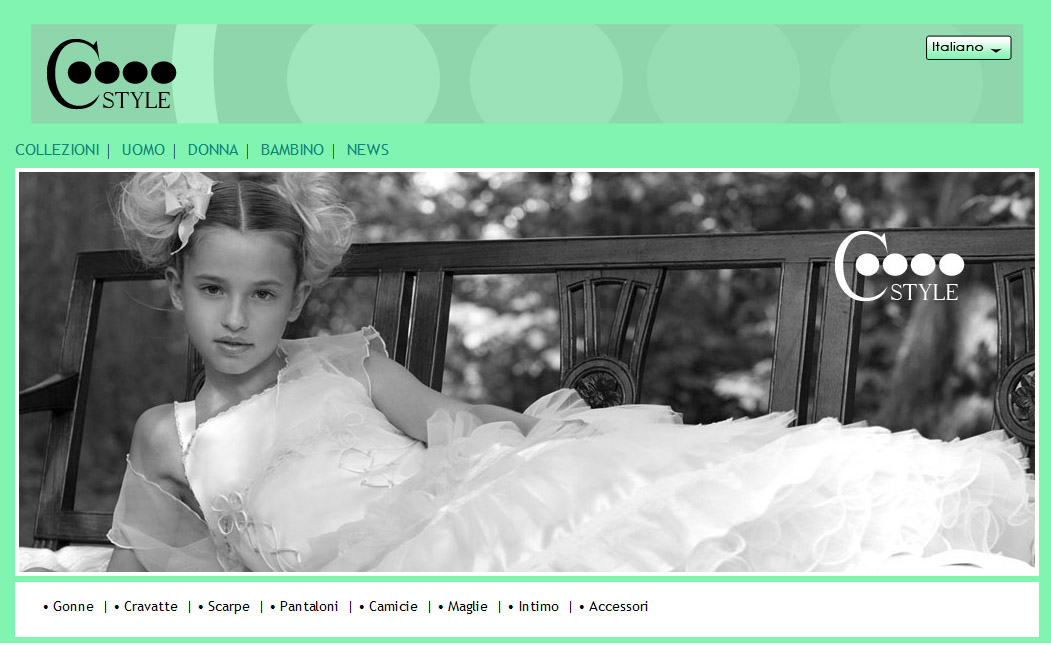 Italiano
C STYLE
COLLEZIONI | UOMO | DONNA | BAMBINO | NEWS
C STYLE
• Gonne | • Cravatte | • Scarpe | • Pantaloni | • Camicie | • Maglie | • Intimo | • Accessori